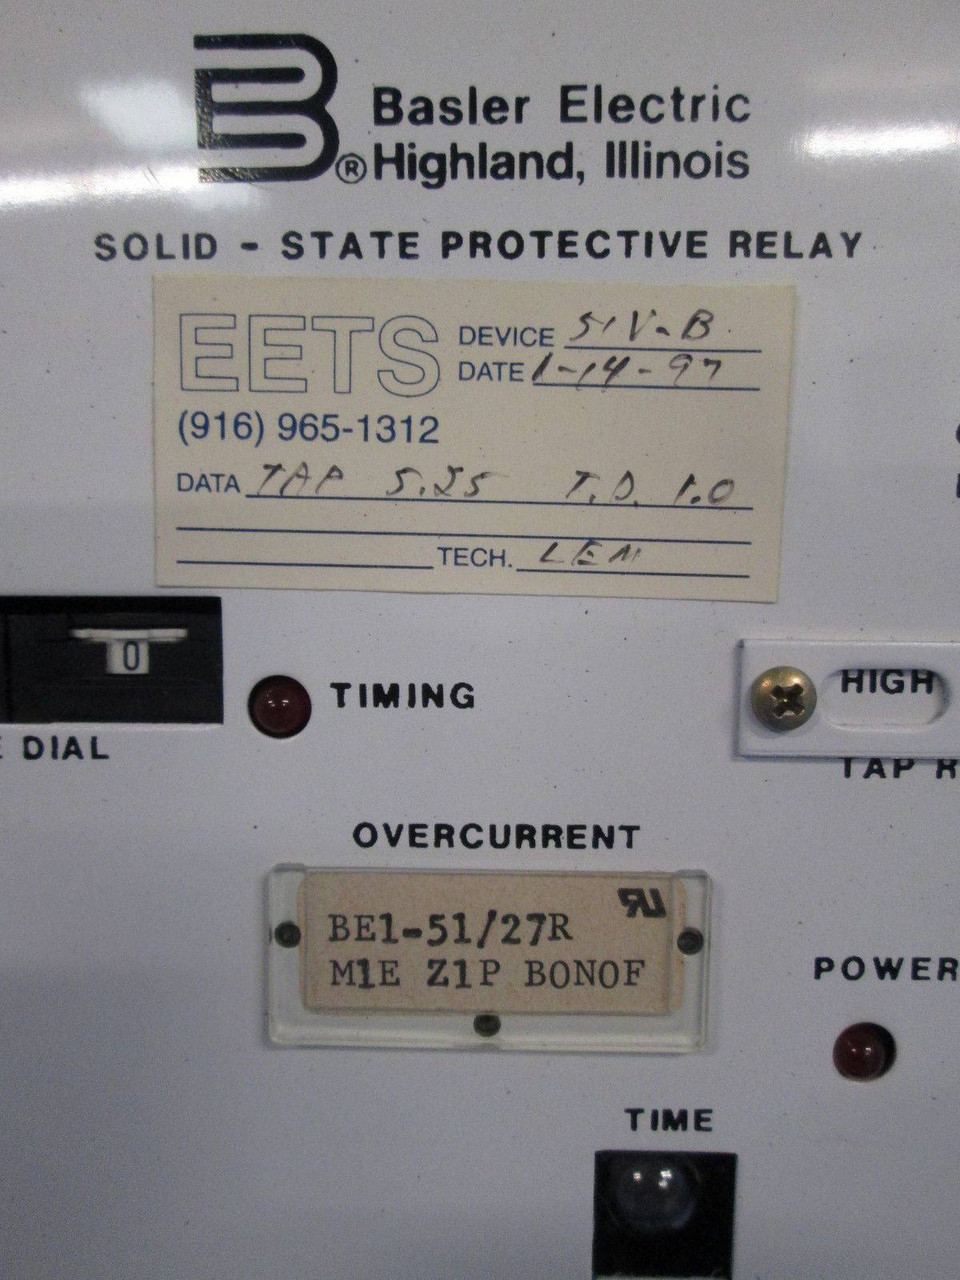 Basler Electric
® Highland, Illinois
SOLID - STATE PROTECTIVE RELAY
EETS
DEVICE 51V-B
DATE 1-14-97
(916) 965-1312
DATA TAP 5.25 T.D. 1.0
TECH. LEM
0
TIMING
HIGH
DIAL
TAP R
OVERCURRENT
BE1-51/27R
M1E Z1P BONOF
POWER
TIME